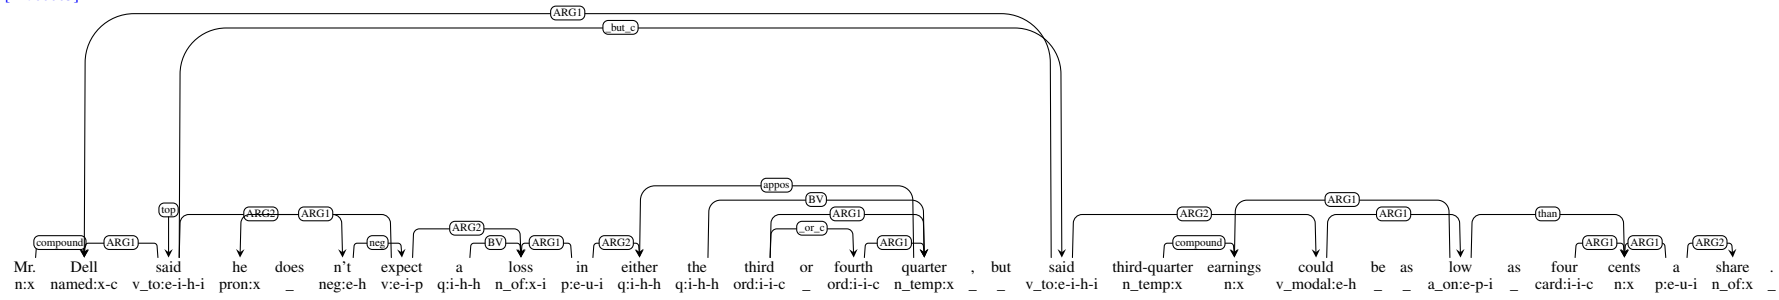 ARG1
_but_c
appos
BV
ARG1
ARG1
top
ARG2 ARG1
ARG2
_or_c
ARG2
ARG1
than
compound ARG1
neg
BV ARG1
ARG2
ARG1
compound
ARG1 ARG1
ARG2
Mr. Dell said he does n't expect a loss in either the third or fourth quarter , but said third-quarter earnings could be as low as four cents a share .
n:x named:x-c v_to:e-i-h-i pron:x _ neg:e-h v:e-i-p q:i-h-h n_of:x-i p:e-u-i q:i-h-h q:i-h-h ord:i-i-c _ ord:i-i-c n_temp:x _ _ v_to:e-i-h-i n_temp:x n:x v_modal:e-h _ _ a_on:e-p-i _ card:i-i-c n:x p:e-u-i n_of:x _